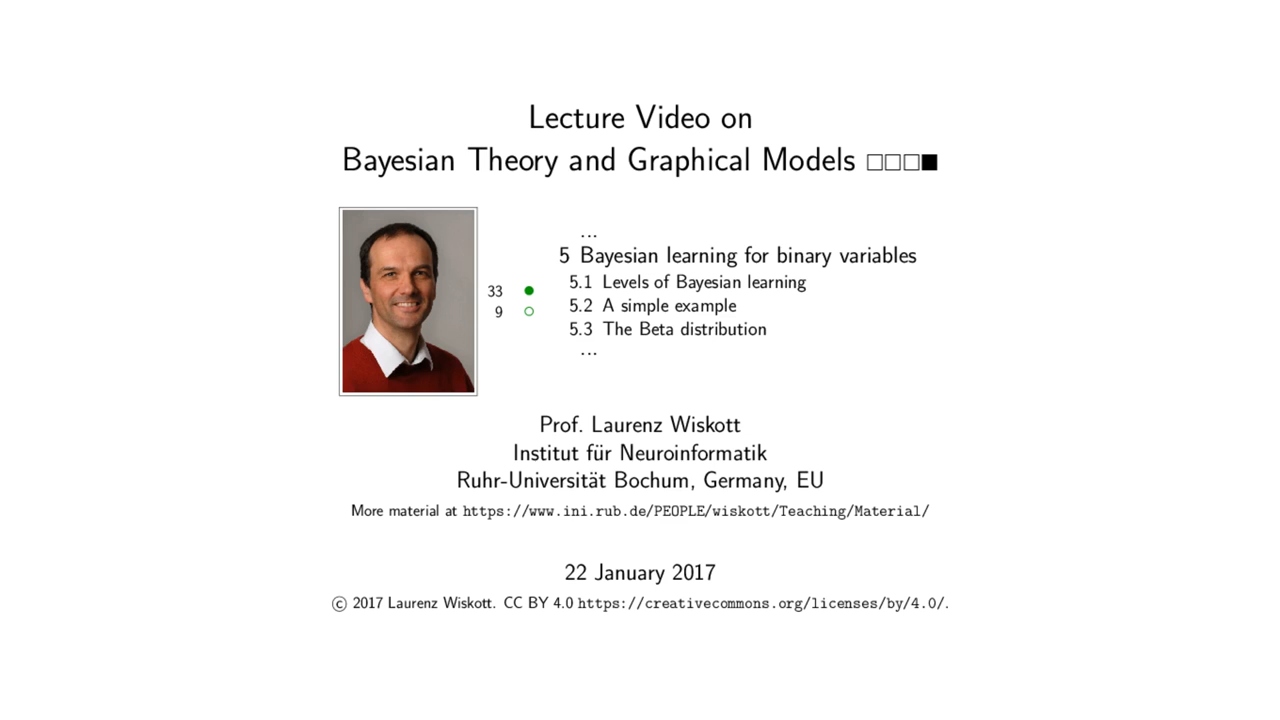 Lecture Video on
Bayesian Theory and Graphical Models □□□■
...
5 Bayesian learning for binary variables
33 ● 5.1 Levels of Bayesian learning
9 ○ 5.2 A simple example
5.3 The Beta distribution
...
Prof. Laurenz Wiskott
Institut für Neuroinformatik
Ruhr-Universität Bochum, Germany, EU
More material at https://www.ini.rub.de/PEOPLE/wiskott/Teaching/Material/
22 January 2017
© 2017 Laurenz Wiskott. CC BY 4.0 https://creativecommons.org/licenses/by/4.0/.